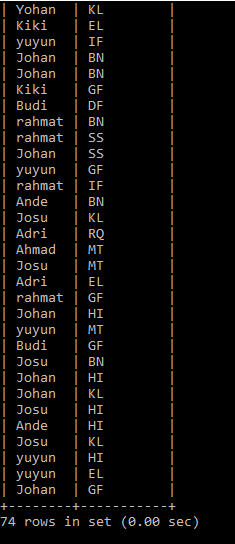 | Yohan  | KL        |
| Kiki   | EL        |
| yuyun  | IF        |
| Johan  | BN        |
| Johan  | BN        |
| Kiki   | GF        |
| Budi   | DF        |
| rahmat | BN        |
| rahmat | SS        |
| Johan  | SS        |
| yuyun  | GF        |
| rahmat | IF        |
| Ande   | BN        |
| Josu   | KL        |
| Adri   | RQ        |
| Ahmad  | MT        |
| Josu   | MT        |
| Adri   | EL        |
| rahmat | GF        |
| Johan  | HI        |
| yuyun  | MT        |
| Budi   | GF        |
| Josu   | BN        |
| Johan  | HI        |
| Johan  | KL        |
| Josu   | HI        |
| Ande   | HI        |
| Josu   | KL        |
| yuyun  | HI        |
| yuyun  | EL        |
| Johan  | GF        |
+--------+-----------+
74 rows in set (0.00 sec)